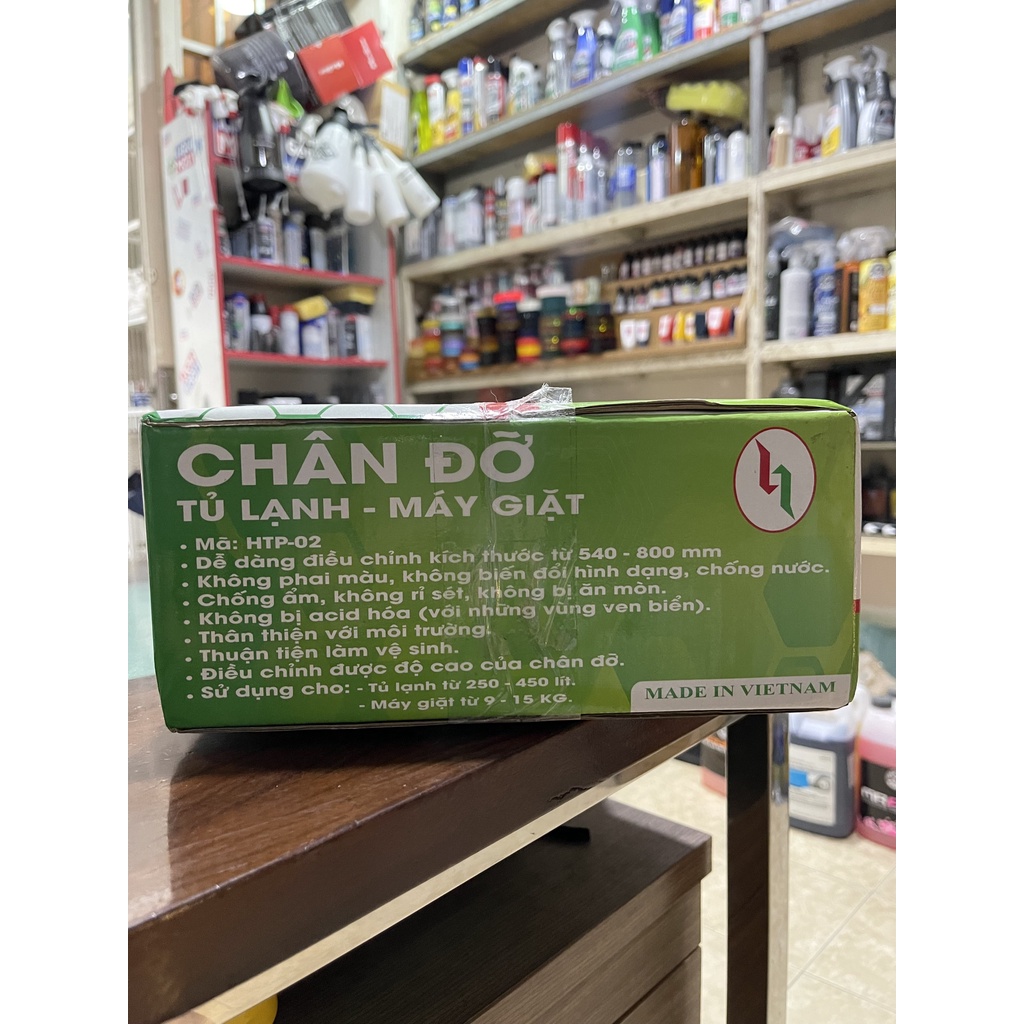 CHÂN ĐỠ
TỦ LẠNH - MÁY GIẶT
• Mã: HTP-02
• Dễ dàng điều chỉnh kích thước từ 540 - 800 mm
• Không phai màu, không biến đổi hình dạng, chống nước.
• Chống ẩm, không rỉ sét, không bị ăn mòn.
• Không bị acid hóa (với những vùng ven biển).
• Thân thiện với môi trường.
• Thuận tiện làm vệ sinh.
• Điều chỉnh được độ cao của chân đỡ.
• Sử dụng cho: - Tủ lạnh từ 250 - 450 lít.
- Máy giặt từ 9 - 15 KG.
MADE IN VIETNAM